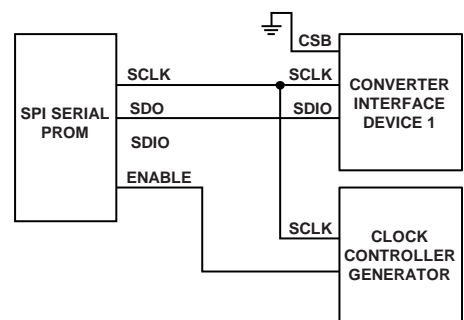 CSB
SCLK
SCLK
SDO
SDIO
SDIO
ENABLE
SPI SERIAL
PROM
CONVERTER
INTERFACE
DEVICE 1
SCLK
CLOCK
CONTROLLER
GENERATOR